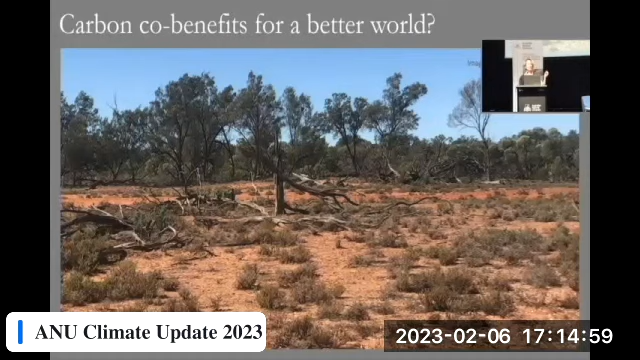 Carbon co-benefits for a better world?
ANU Climate Update 2023
2023-02-06 17:14:59